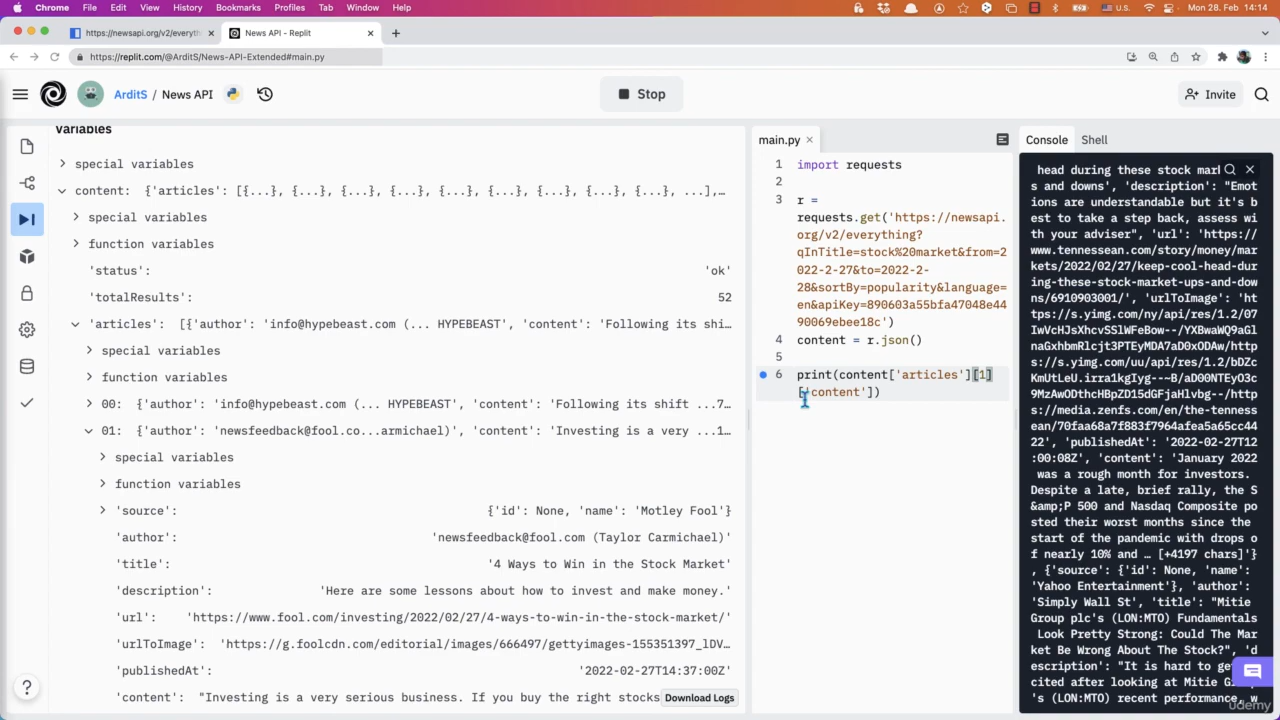 Chrome File Edit View History Bookmarks Profiles Tab Window Help U.S. Mon 28. Feb 14:14
https://newsapi.org/v2/everyth × News API - Replit × +
https://replit.com/@ArditS/News-API-Extended#main.py
ArditS / News API Stop Invite
Variables
special variables
content: {'articles': [{...}, {...}, {...}, {...}, {...}, {...}, {...}, {...}, {...}, ...],…
special variables
function variables
'status': 'ok'
'totalResults': 52
'articles': [{'author': 'info@hypebeast.com (... HYPEBEAST', 'content': 'Following its shi…
special variables
function variables
00: {'author': 'info@hypebeast.com (... HYPEBEAST', 'content': 'Following its shift ...7…
01: {'author': 'newsfeedback@fool.co...armichael)', 'content': 'Investing is a very ...1…
special variables
function variables
'source': {'id': None, 'name': 'Motley Fool'}
'author': 'newsfeedback@fool.com (Taylor Carmichael)'
'title': '4 Ways to Win in the Stock Market'
'description': 'Here are some lessons about how to invest and make money.'
'url': 'https://www.fool.com/investing/2022/02/27/4-ways-to-win-in-the-stock-market/'
'urlToImage': 'https://g.foolcdn.com/editorial/images/666497/gettyimages-155351397_lDV…
'publishedAt': '2022-02-27T14:37:00Z'
'content': "Investing is a very serious business. If you buy the right stocks
Download Logs
?
main.py ×
1 import requests
2
3 r =
requests.get('https://newsapi.
org/v2/everything?
qInTitle=stock%20market&from=2
022-2-27&to=2022-2-
28&sortBy=popularity&language=
en&apiKey=890603a55bfa47048e44
90069ebee18c')
4 content = r.json()
5
6 print(content['articles'][1]
['content'])
Console Shell
head during these stock mar
s and downs', 'description': "Emot
ions are understandable but it's b
est to take a step back, assess wi
th your adviser", 'url': 'https://
www.tennessean.com/story/money/mar
kets/2022/02/27/keep-cool-head-dur
ing-these-stock-market-ups-and-dow
ns/6910903001/', 'urlToImage': 'ht
tps://s.yimg.com/ny/api/res/1.2/07
IwVcHJsXhcvSSlWFeBow--/YXBwaWQ9aGl
naGxhbmRlcjt3PTEyMDA7aD0xODAw/http
s://s.yimg.com/uu/api/res/1.2/bDZc
KmUtLeU.irra1kgIyg--~B/aD00NTEyO3c
9MzAwODthcHBpZD15dGFjaHlvbg--/http
s://media.zenfs.com/en/the-tenness
ean/70faa68a7f883f7964afea5a65cc44
22', 'publishedAt': '2022-02-27T12
:00:08Z', 'content': 'January 2022
was a rough month for investors.
Despite a late, brief rally, the S
&amp;P 500 and Nasdaq Composite po
sted their worst months since the
start of the pandemic with drops o
f nearly 10% and … [+4197 chars]'}
, {'source': {'id': None, 'name':
'Yahoo Entertainment'}, 'author':
'Simply Wall St', 'title': "Mitie
Group plc's (LON:MTO) Fundamentals
Look Pretty Strong: Could The Mar
ket Be Wrong About The Stock?", 'd
escription': "It is hard to ge
cited after looking at Mitie G
p's (LON:MTO) recent performance, w
udemy